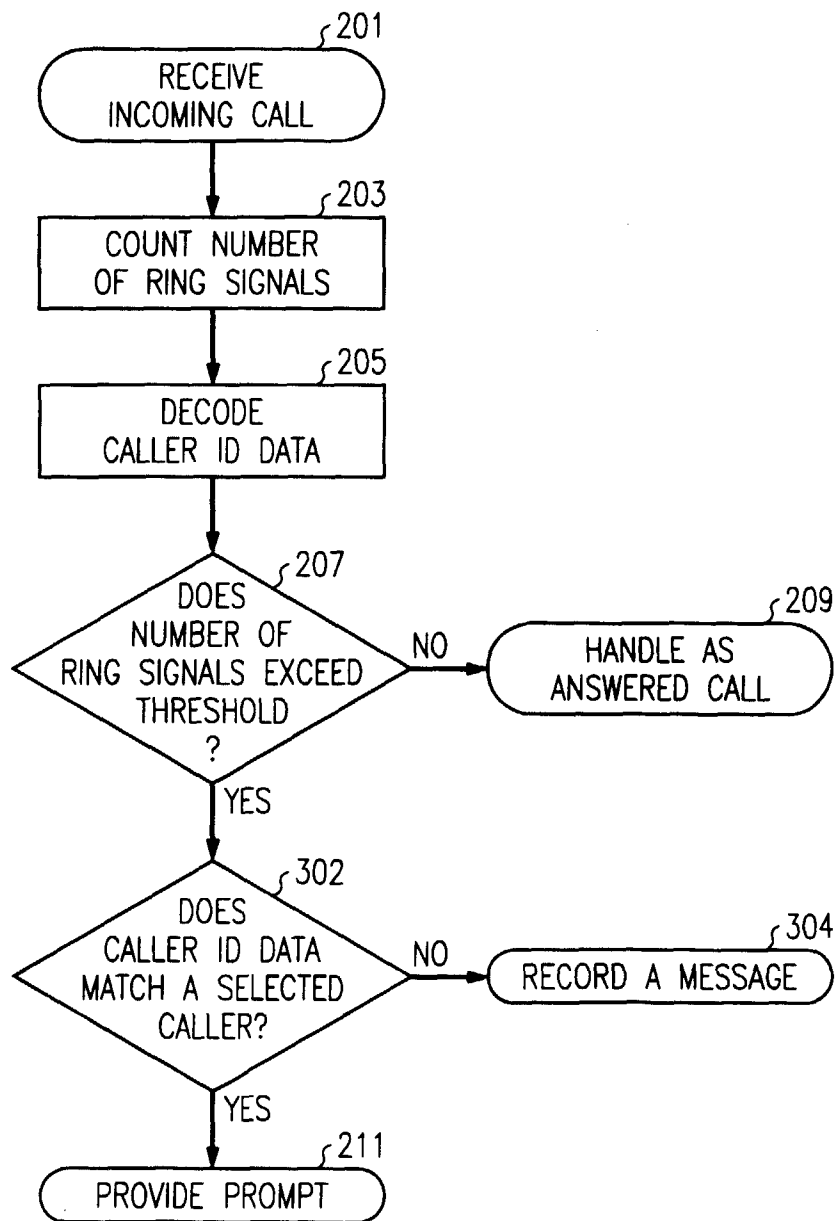 201
RECEIVE
INCOMING CALL
203
COUNT NUMBER
OF RING SIGNALS
205
DECODE
CALLER ID DATA
207
DOES
NUMBER OF
RING SIGNALS EXCEED
THRESHOLD
?
NO
209
HANDLE AS
ANSWERED CALL
YES
302
DOES
CALLER ID DATA
MATCH A SELECTED
CALLER?
NO
304
RECORD A MESSAGE
YES
211
PROVIDE PROMPT